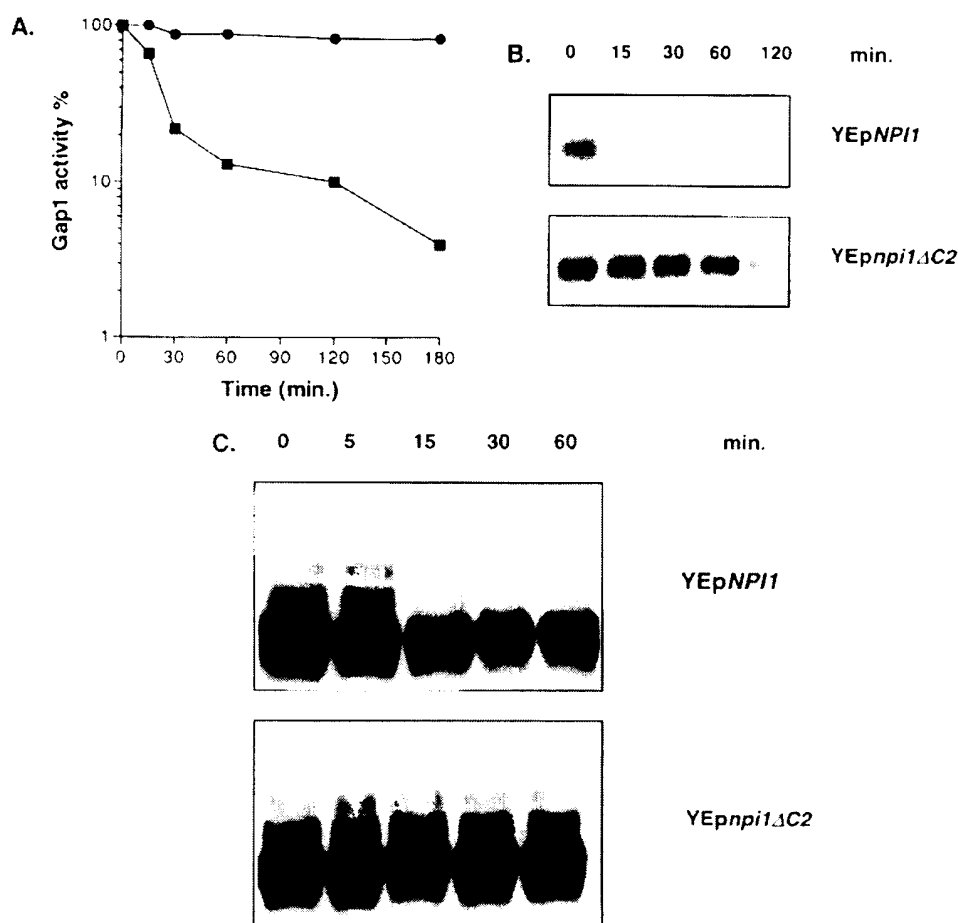 A.
Gap1 activity %
100
10
1
0 30 60 90 120 150 180
Time (min.)
B.
0 15 30 60 120 min.
YEpNPI1
YEpnpi1ΔC2
C.
0 5 15 30 60 min.
YEpNPI1
YEpnpi1ΔC2